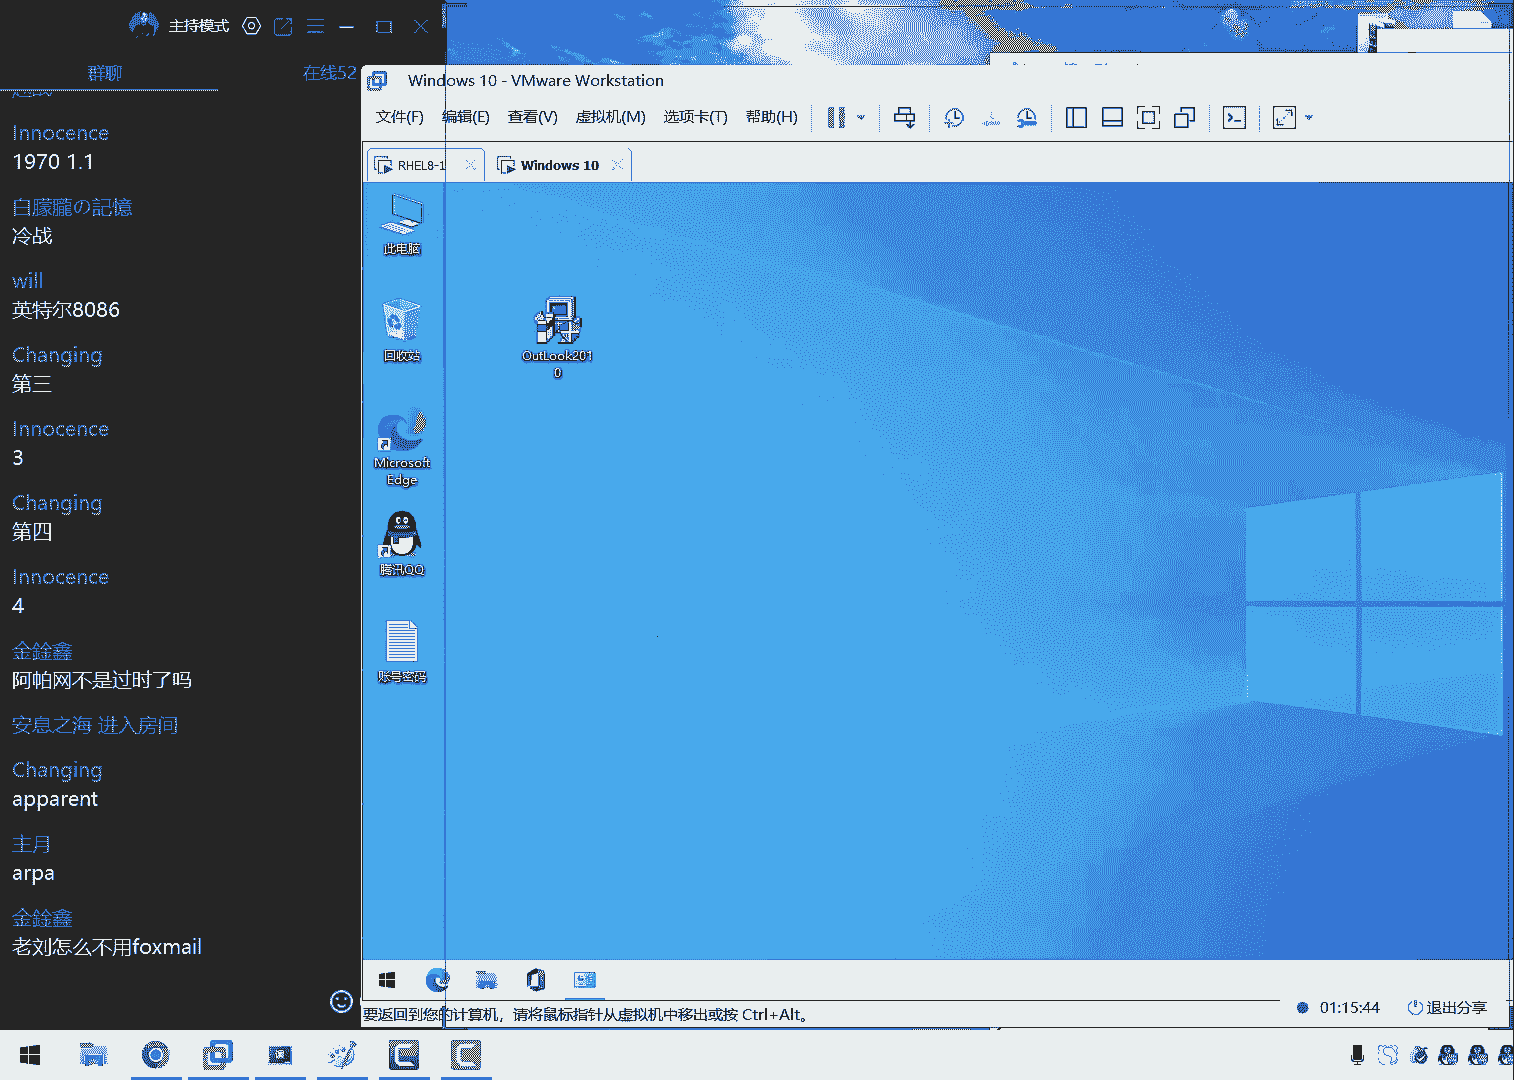 主持模式
群聊
在线52
Innocence
1970 1.1
白朦朧の記憶
冷战
will
英特尔8086
Changing
第三
Innocence
3
Changing
第四
Innocence
4
金銓鑫
阿帕网不是过时了吗
安息之海 进入房间
Changing
apparent
主月
arpa
金銓鑫
老刘怎么不用foxmail
Windows 10 - VMware Workstation
文件(F) 编辑(E) 查看(V) 虚拟机(M) 选项卡(T) 帮助(H)
RHEL8-1
Windows 10
此电脑
回收站
OutLook201
0
Microsoft
Edge
腾讯QQ
账号密码
要返回到您的计算机，请将鼠标指针从虚拟机中移出或按 Ctrl+Alt。
01:15:44
退出分享